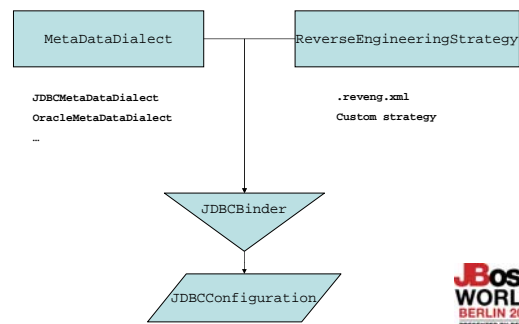 MetaDataDialect
ReverseEngineeringStrategy
JDBCMetaDataDialect
OracleMetaDataDialect
…
.reveng.xml
Custom strategy
JDBCBinder
JDBCConfiguration
JBos
WORL
BERLIN 20